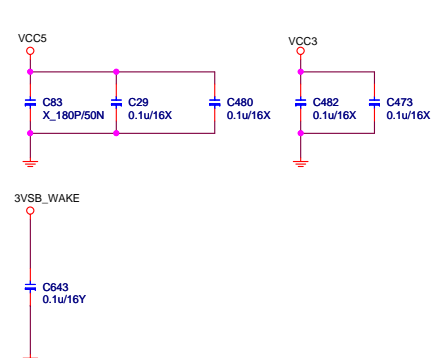 VCC5
VCC3
C83
X_180P/50N
C29
0.1u/16X
C480
0.1u/16X
C482
0.1u/16X
C473
0.1u/16X
3VSB_WAKE
C643
0.1u/16Y